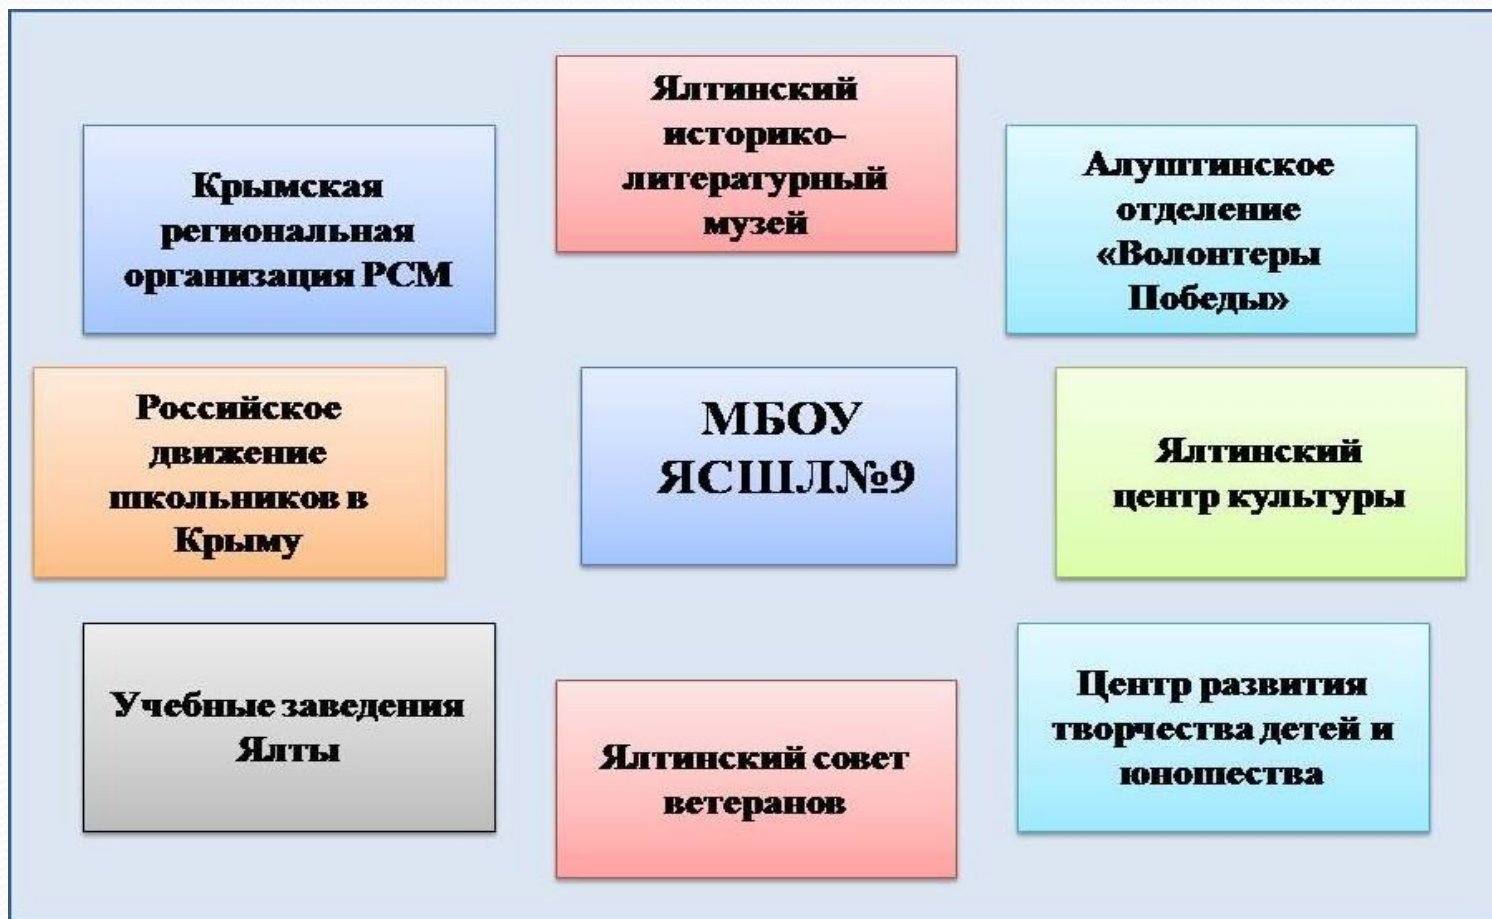 Ялтинский
историко-
литературный
музей
Крымская
региональная
организация РСМ
Алуштинское
отделение
«Волонтеры
Победы»
Российское
движение
школьников в
Крыму
МБОУ
ЯСШЛ№9
Ялтинский
центр культуры
Учебные заведения
Ялты
Ялтинский совет
ветеранов
Центр развития
творчества детей и
юношества